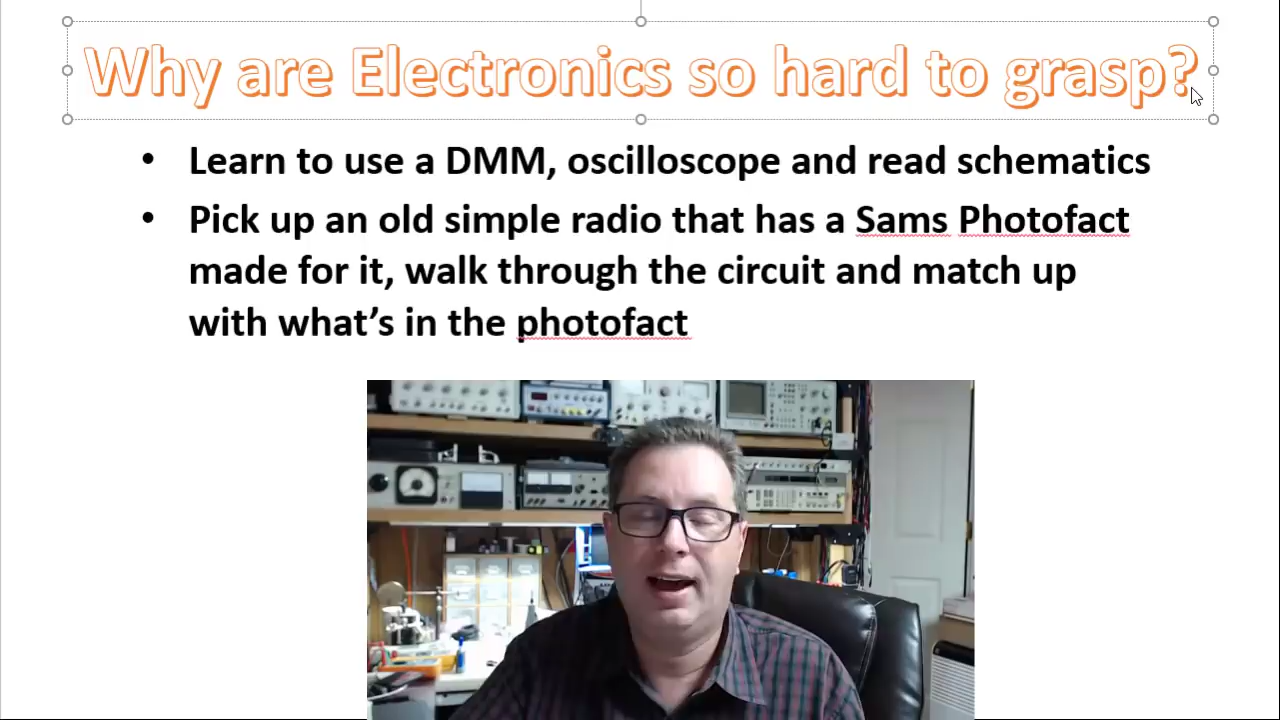 Why are Electronics so hard to grasp?
• Learn to use a DMM, oscilloscope and read schematics
• Pick up an old simple radio that has a Sams Photofact
made for it, walk through the circuit and match up
with what's in the photofact